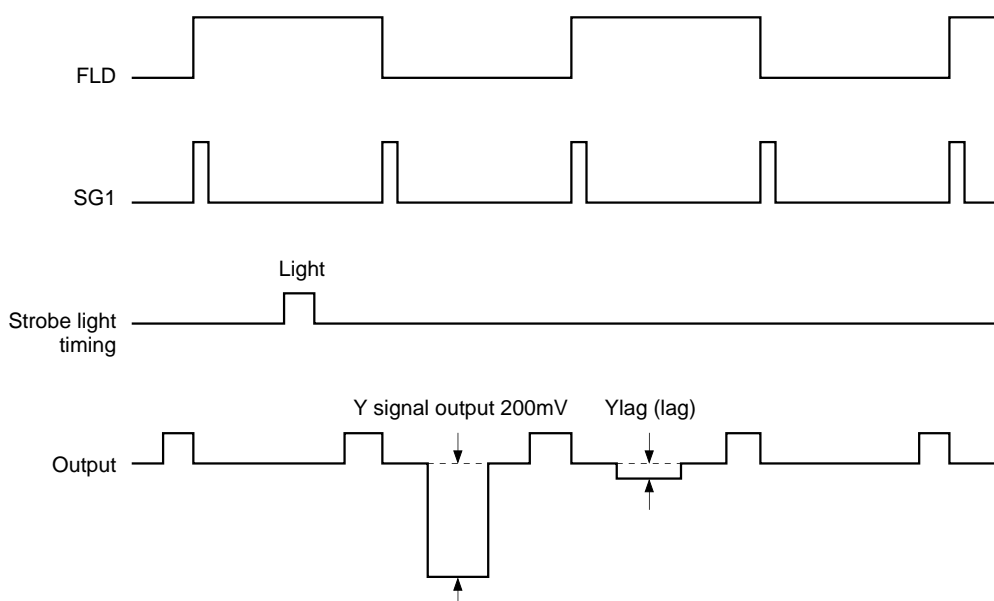 FLD
SG1
Light
Strobe light
timing
Y signal output 200mV
Ylag (lag)
Output